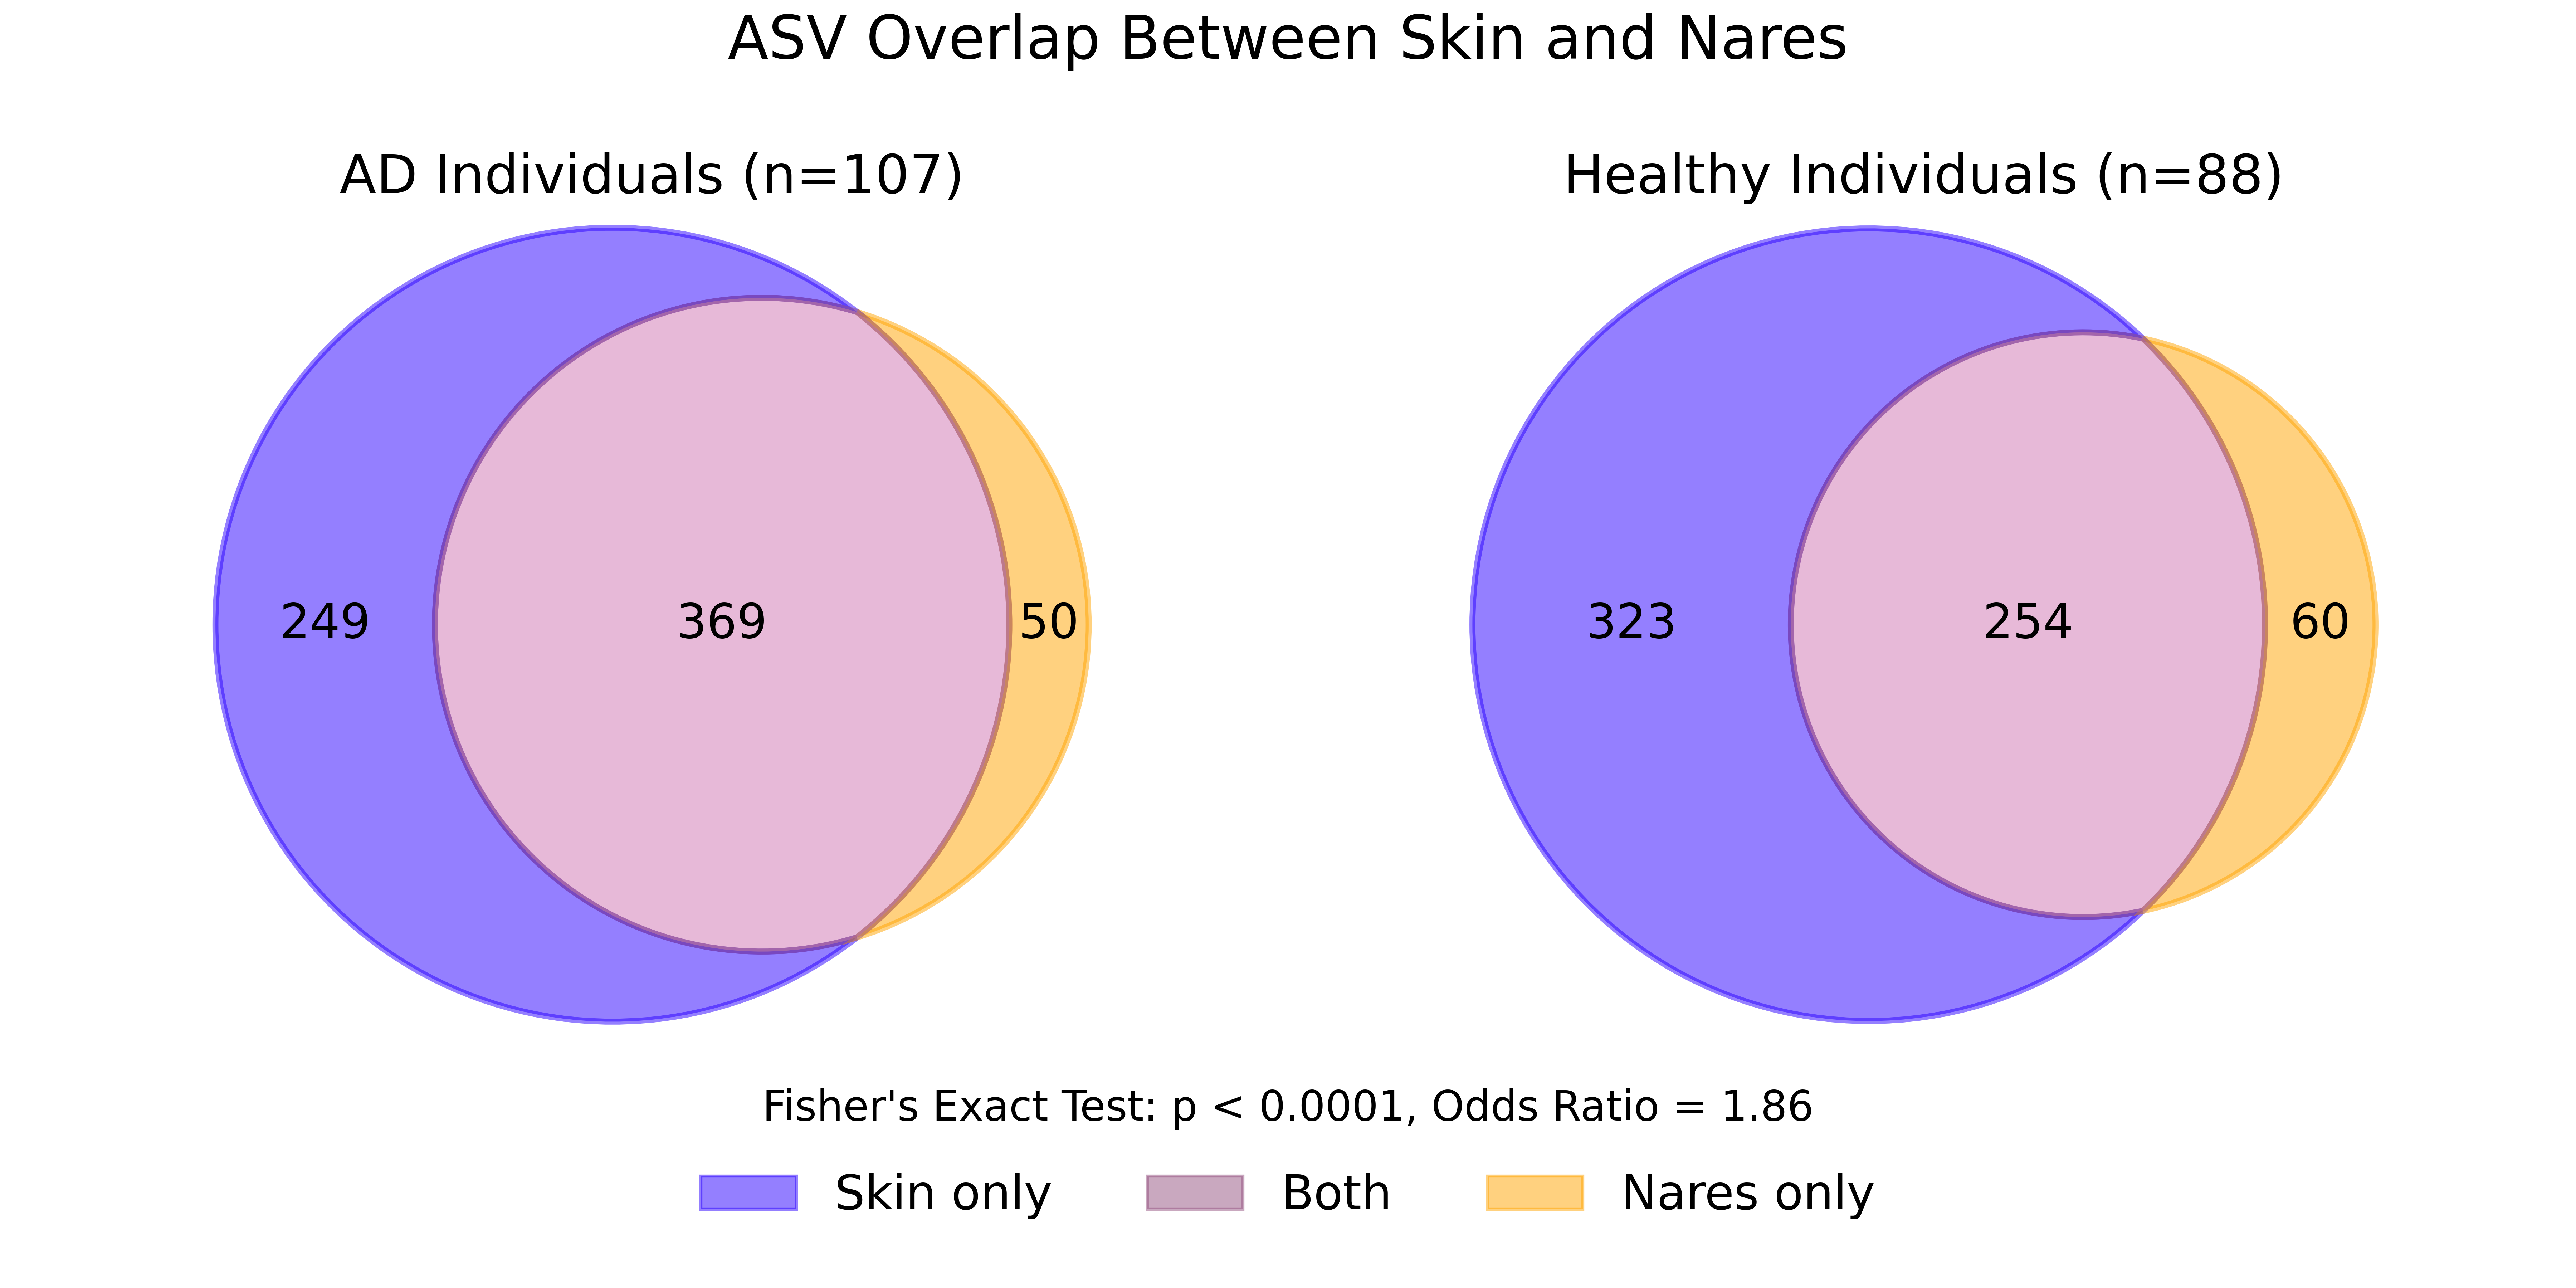 ASV Overlap Between Skin and Nares
AD Individuals (n=107)
Healthy Individuals (n=88)
249
369
50
323
254
60
Fisher's Exact Test: p < 0.0001, Odds Ratio = 1.86
Skin only
Both
Nares only